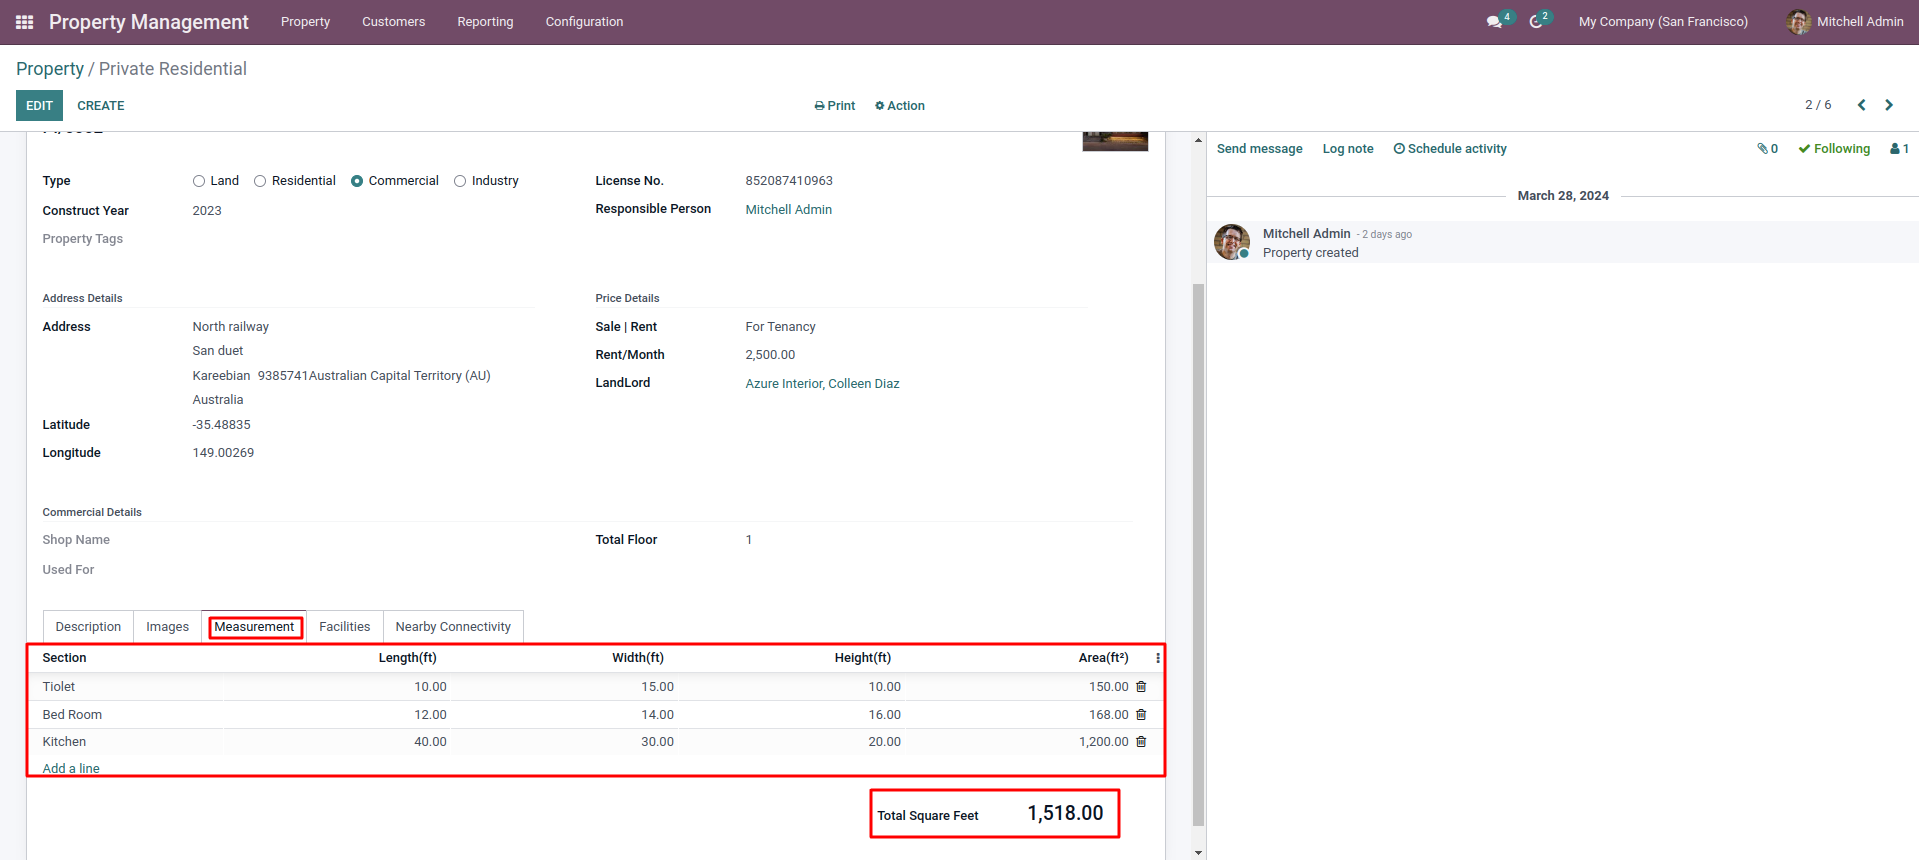 Property Management Property Customers Reporting Configuration 4 2 My Company (San Francisco) Mitchell Admin
Property / Private Residential
EDIT CREATE Print Action 2 / 6
Send message Log note Schedule activity 0 Following 1
Type Land Residential Commercial Industry License No. 852087410963
Construct Year 2023 Responsible Person Mitchell Admin
Property Tags
March 28, 2024
Mitchell Admin - 2 days ago
Property created
Address Details Price Details
Address North railway Sale | Rent For Tenancy
San duet Rent/Month 2,500.00
Kareebian 9385741Australian Capital Territory (AU) LandLord Azure Interior, Colleen Diaz
Australia
Latitude -35.48835
Longitude 149.00269
Commercial Details
Shop Name Total Floor 1
Used For
Description Images Measurement Facilities Nearby Connectivity
Section Length(ft) Width(ft) Height(ft) Area(ft²)
Tiolet 10.00 15.00 10.00 150.00
Bed Room 12.00 14.00 16.00 168.00
Kitchen 40.00 30.00 20.00 1,200.00
Add a line
Total Square Feet 1,518.00